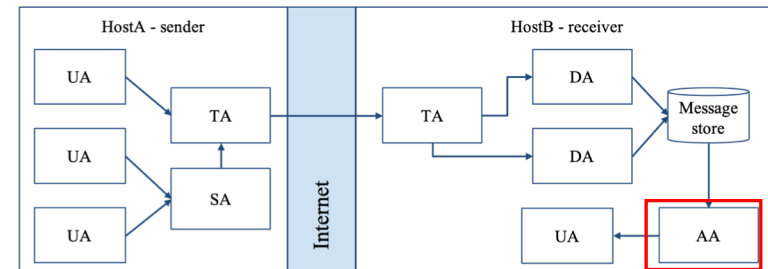 HostA - sender
HostB - receiver
UA
TA
UA
SA
UA
Internet
TA
DA
DA
Message
store
UA
AA